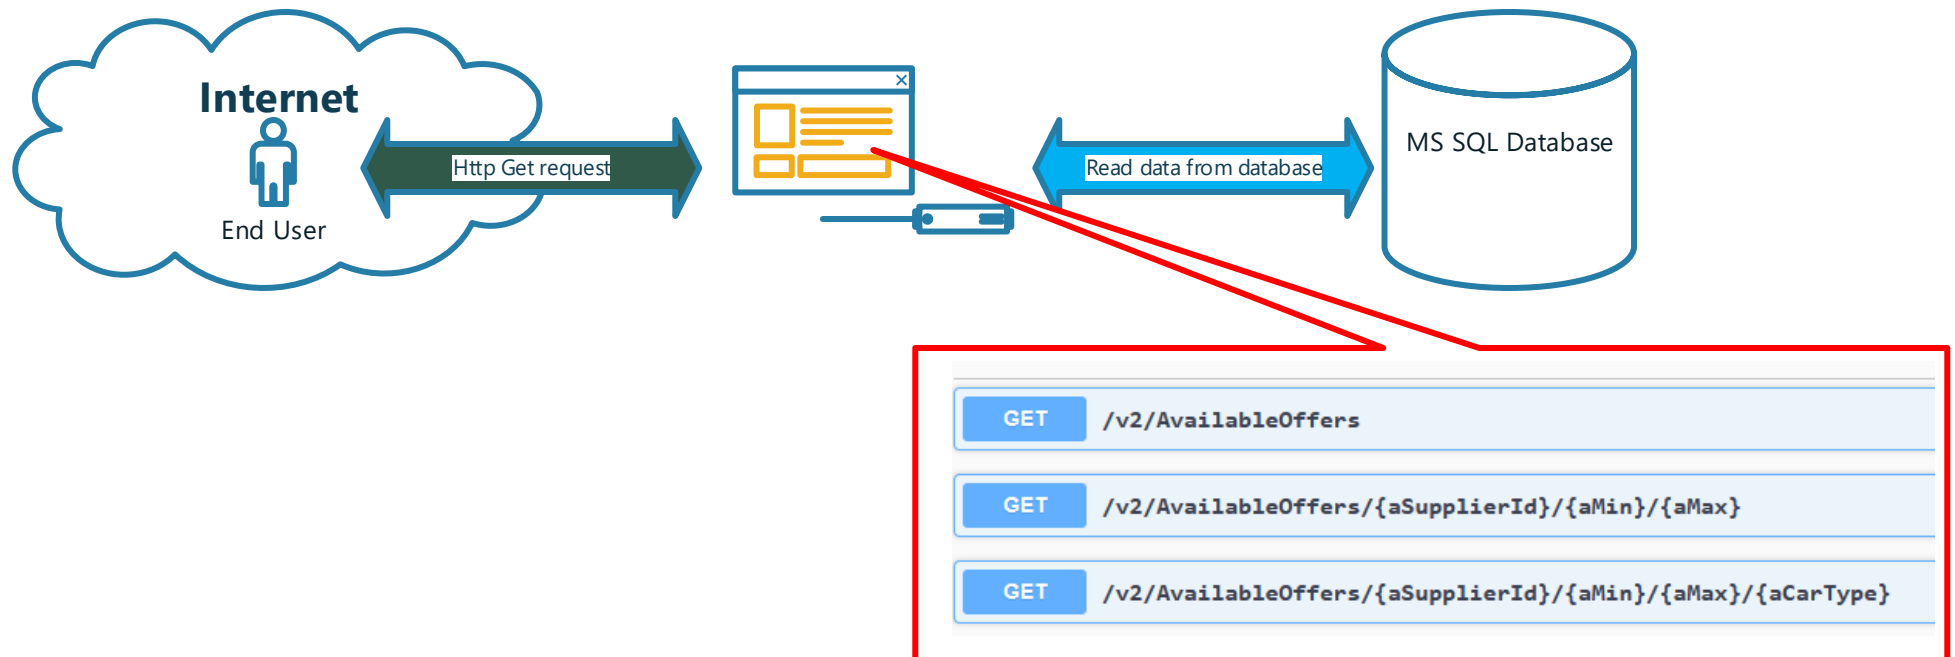 Internet
End User
Http Get request
Read data from database
MS SQL Database
GET /v2/AvailableOffers
GET /v2/AvailableOffers/{aSupplierId}/{aMin}/{aMax}
GET /v2/AvailableOffers/{aSupplierId}/{aMin}/{aMax}/{aCarType}